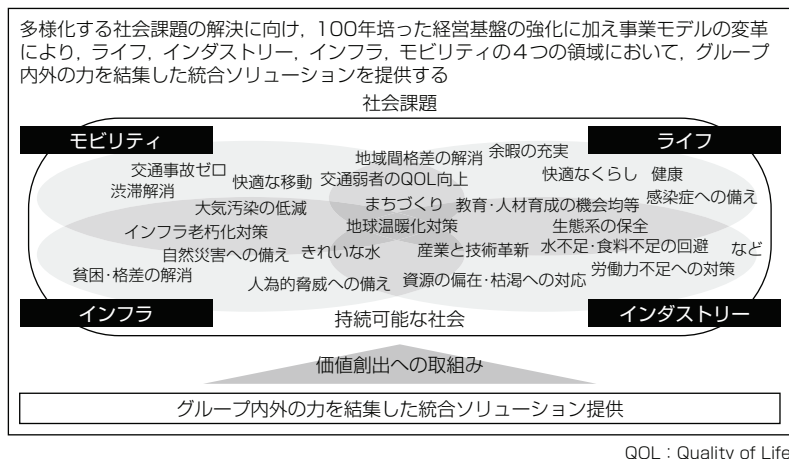 多様化する社会課題の解決に向け，100年培った経営基盤の強化に加え事業モデルの変革
により，ライフ，インダストリー，インフラ，モビリティの4つの領域において，グループ
内外の力を結集した統合ソリューションを提供する
社会課題
モビリティ
ライフ
地域間格差の解消
余暇の充実
交通事故ゼロ
快適な移動
交通弱者のQOL向上
快適なくらし
健康
渋滞解消
感染症への備え
大気汚染の低減
まちづくり
教育・人材育成の機会均等
インフラ老朽化対策
地球温暖化対策
生態系の保全
自然災害への備え
きれいな水
産業と技術革新
水不足・食料不足の回避
など
貧困・格差の解消
人為的脅威への備え
資源の偏在・枯渇への対応
労働力不足への対策
インフラ
持続可能な社会
インダストリー
価値創出への取組み
グループ内外の力を結集した統合ソリューション提供
QOL：Quality of Life